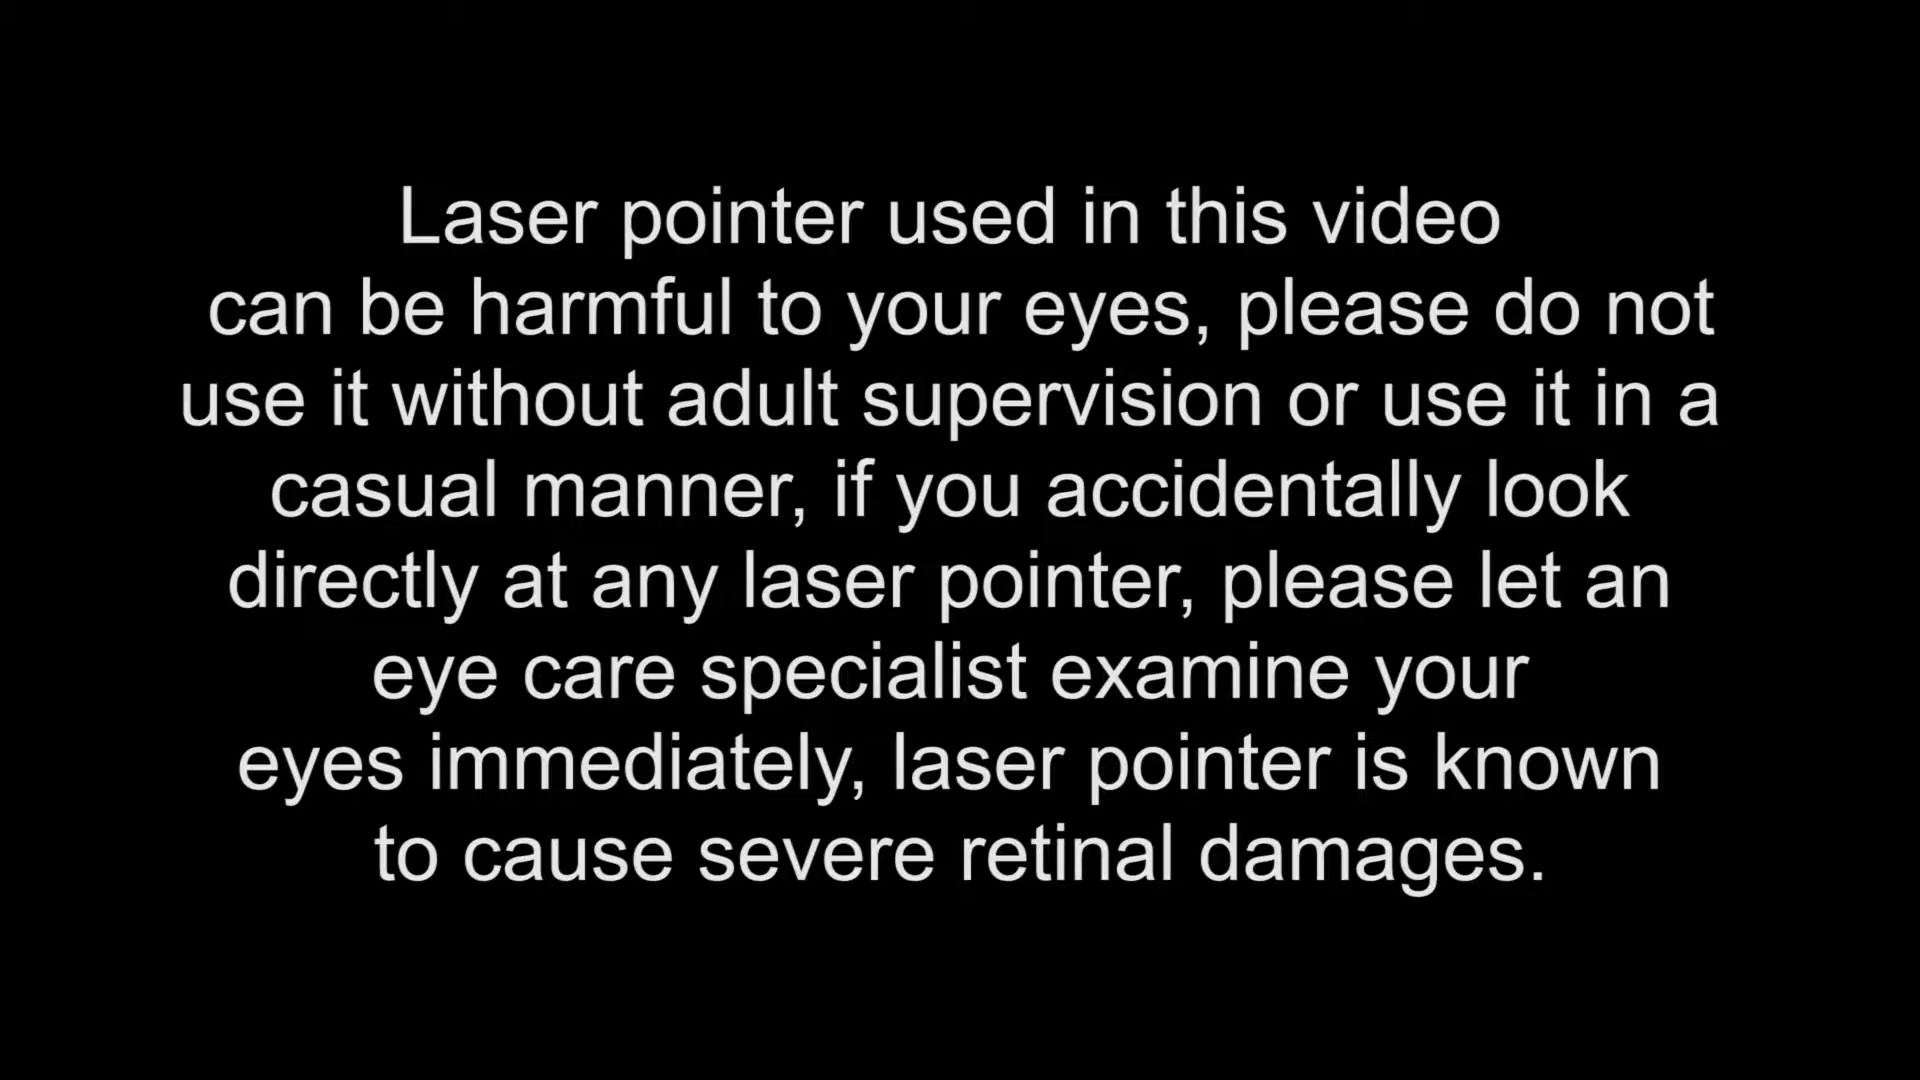 Laser pointer used in this video
can be harmful to your eyes, please do not
use it without adult supervision or use it in a
casual manner, if you accidentally look
directly at any laser pointer, please let an
eye care specialist examine your
eyes immediately, laser pointer is known
to cause severe retinal damages.